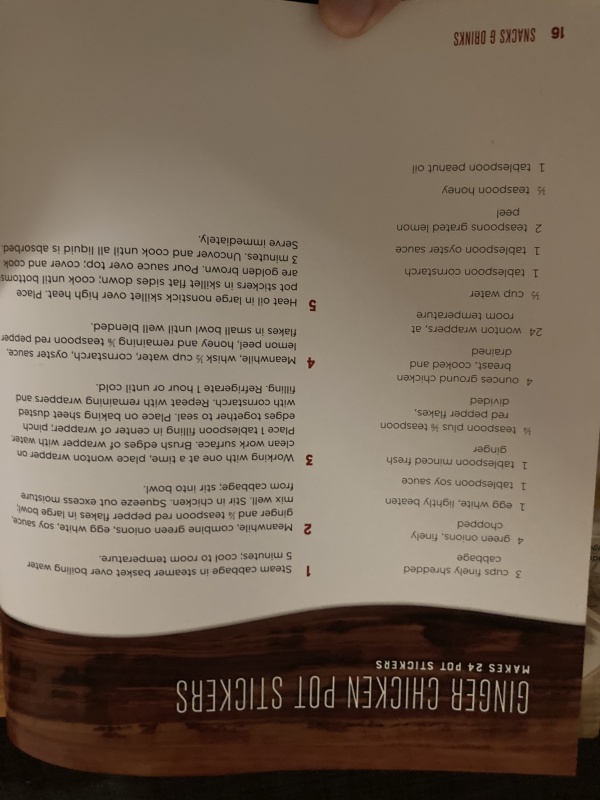 GINGER CHICKEN POT STICKERS
MAKES 24 POT STICKERS
3 cups finely shredded
cabbage
4 green onions, finely
chopped
1 egg white, lightly beaten
1 tablespoon soy sauce
1 tablespoon minced fresh
ginger
¼ teaspoon plus ⅛ teaspoon
red pepper flakes,
divided
4 ounces ground chicken
breast, cooked and
drained
24 wonton wrappers, at
room temperature
½ cup water
1 tablespoon cornstarch
1 tablespoon oyster sauce
2 teaspoons grated lemon
peel
½ teaspoon honey
1 tablespoon peanut oil
1 Steam cabbage in steamer basket over boiling water
5 minutes; cool to room temperature.
2 Meanwhile, combine green onions, egg white, soy sauce,
ginger and ¼ teaspoon red pepper flakes in large bowl;
mix well. Stir in chicken. Squeeze out excess moisture
from cabbage; stir into bowl.
3 Working with one at a time, place wonton wrapper on
clean work surface. Brush edges of wrapper with water.
Place 1 tablespoon filling in center of wrapper; pinch
edges together to seal. Place on baking sheet dusted
with cornstarch. Repeat with remaining wrappers and
filling. Refrigerate 1 hour or until cold.
4 Meanwhile, whisk ½ cup water, cornstarch, oyster sauce,
lemon peel, honey and remaining ⅛ teaspoon red pepper
flakes in small bowl until well blended.
5 Heat oil in large nonstick skillet over high heat. Place
pot stickers in skillet flat sides down; cook until bottoms
are golden brown. Pour sauce over top; cover and cook
3 minutes. Uncover and cook until all liquid is absorbed.
Serve immediately.
16 SNACKS & DRINKS